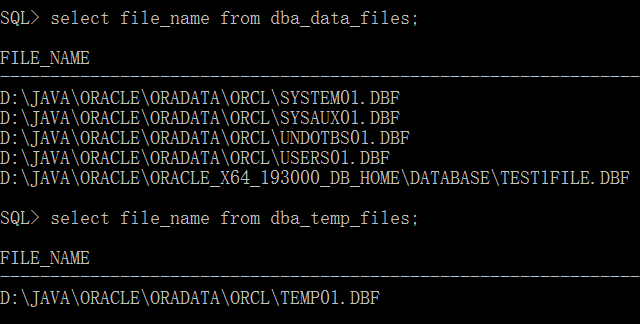 SQL> select file_name from dba_data_files;
FILE_NAME
--------------------------------------------------------------------------------
D:\JAVA\ORACLE\ORADATA\ORCL\SYSTEM01.DBF
D:\JAVA\ORACLE\ORADATA\ORCL\SYSAUX01.DBF
D:\JAVA\ORACLE\ORADATA\ORCL\UNDOTBS01.DBF
D:\JAVA\ORACLE\ORADATA\ORCL\USERS01.DBF
D:\JAVA\ORACLE\ORACLE_X64_193000_DB_HOME\DATABASE\TEST1FILE.DBF
SQL> select file_name from dba_temp_files;
FILE_NAME
--------------------------------------------------------------------------------
D:\JAVA\ORACLE\ORADATA\ORCL\TEMP01.DBF